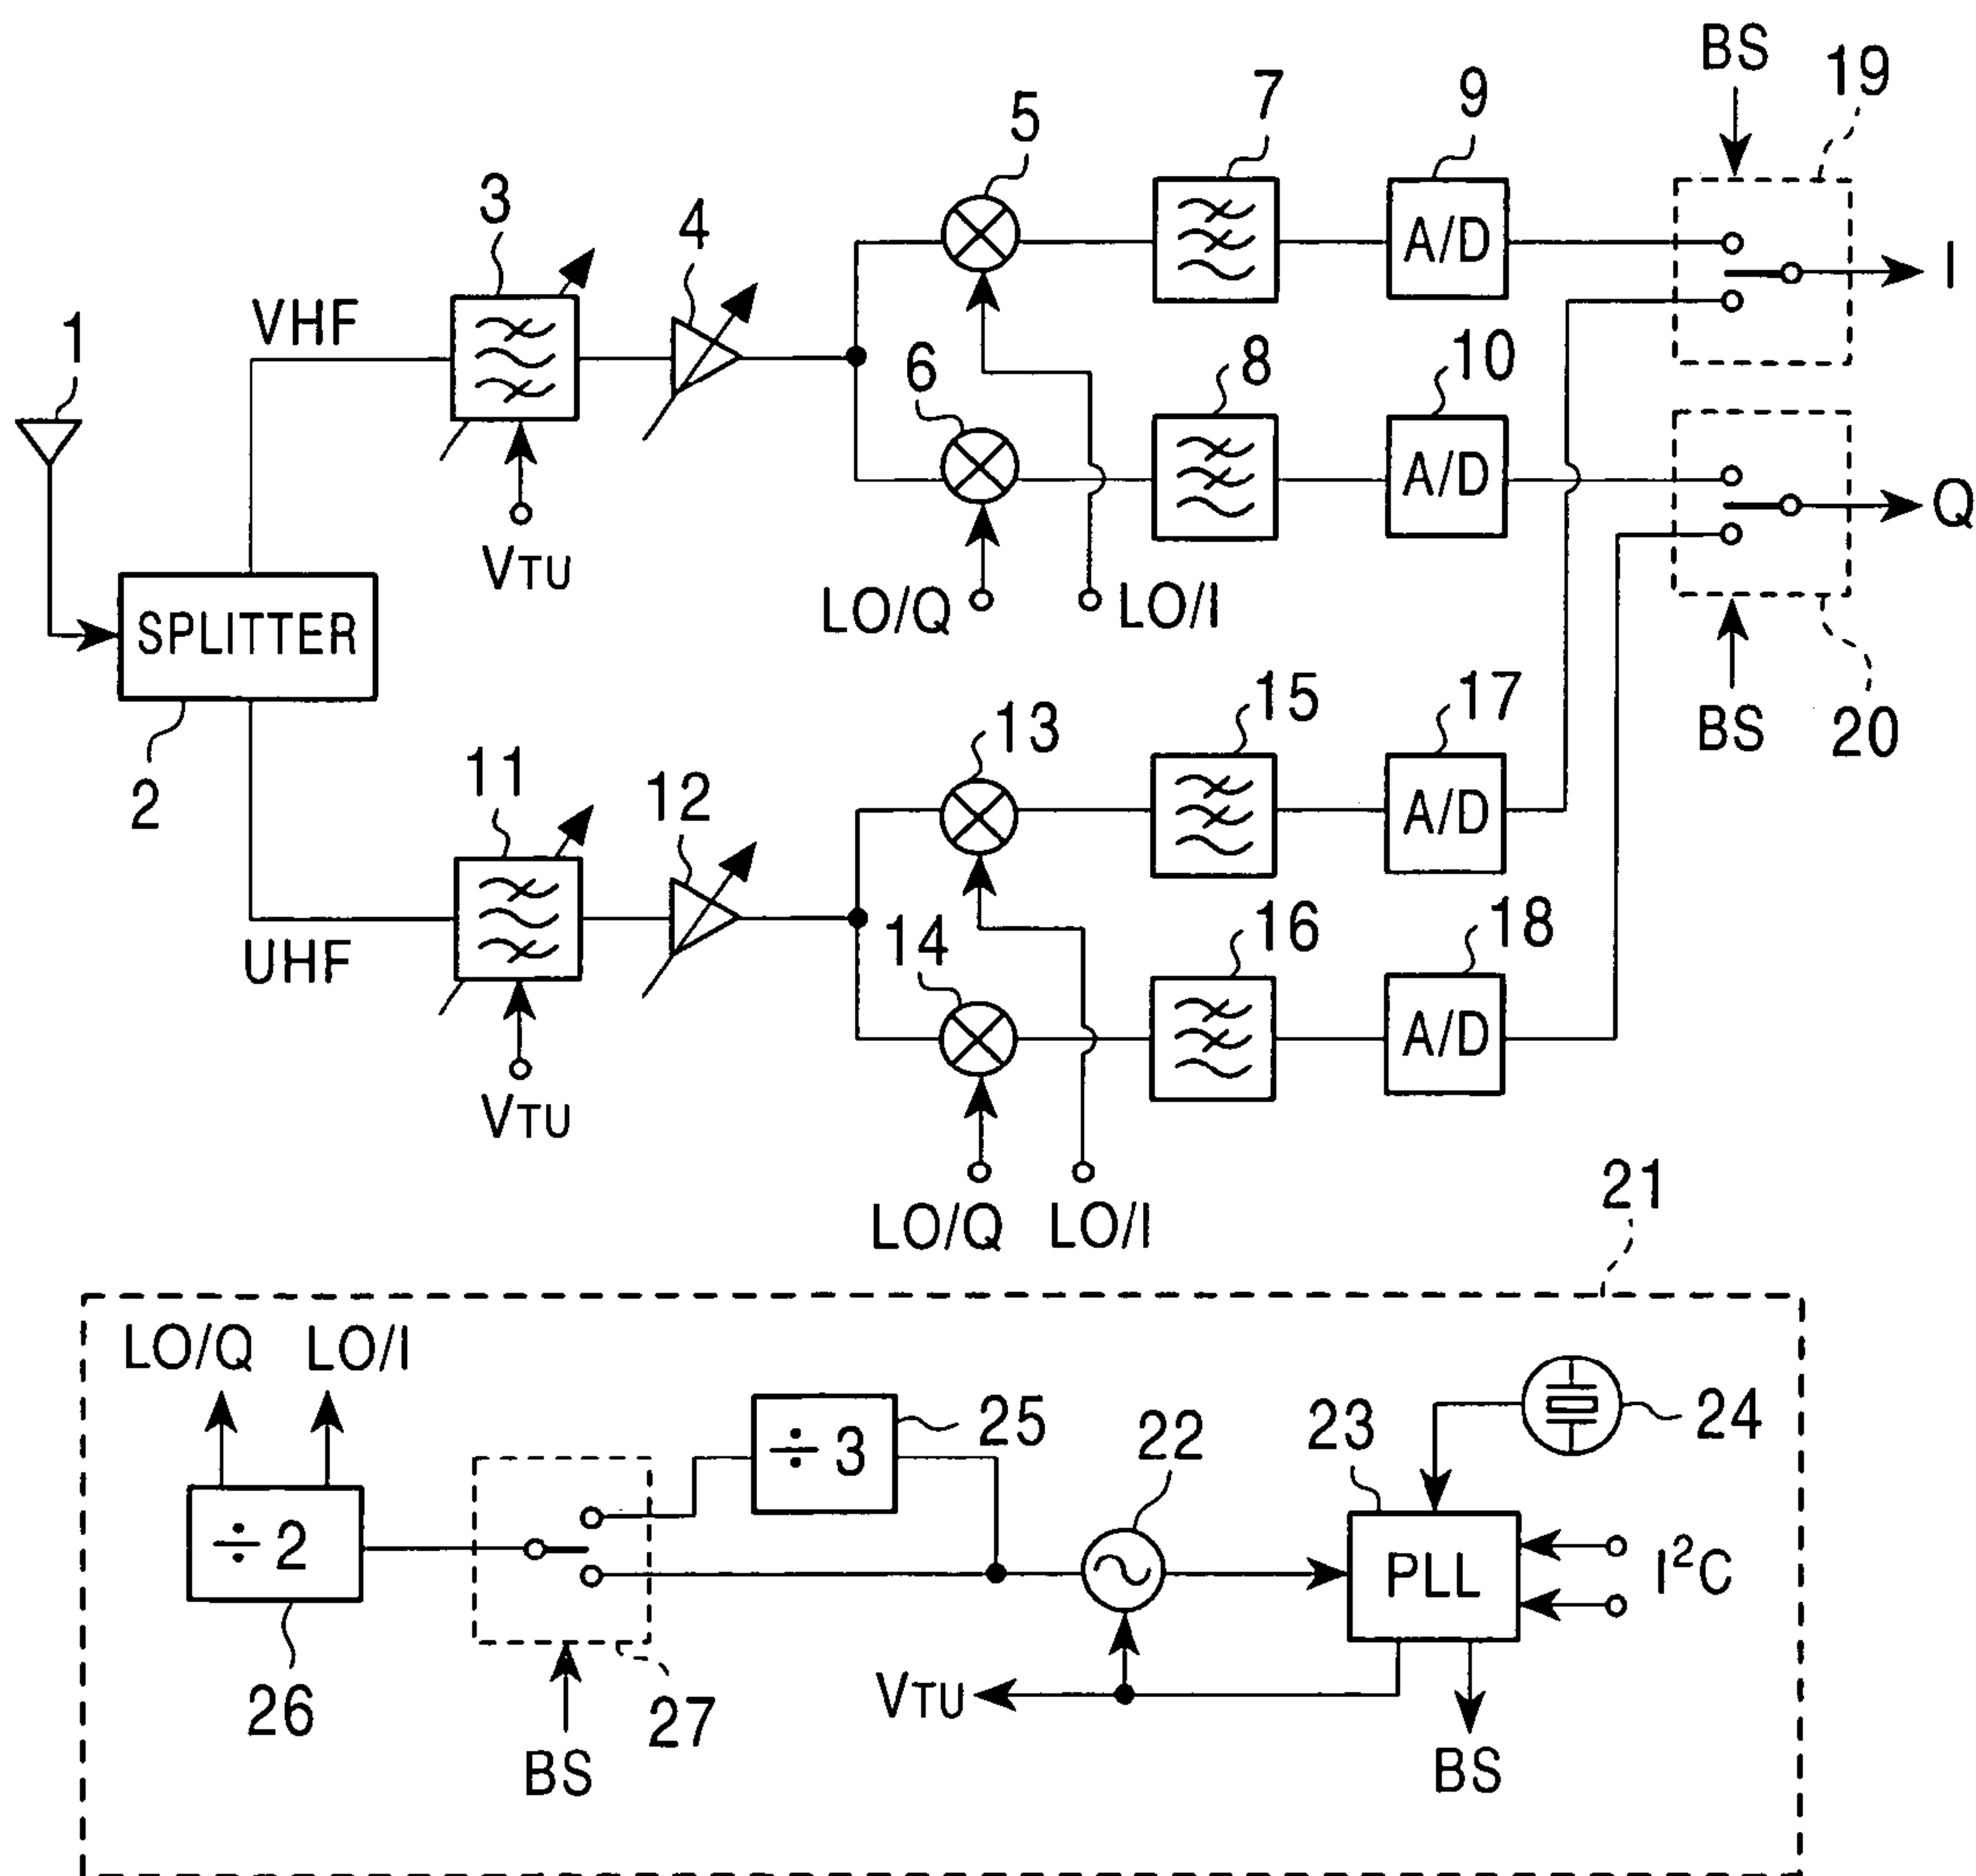 BS
19
7
9
5
3
4
A/D
I
VHF
1
6
8
10
VTU
A/D
Q
LO/Q
LO/I
SPLITTER
2
BS
20
13
15
17
11
12
A/D
UHF
14
16
18
A/D
VTU
LO/Q
LO/I
21
LO/Q
LO/I
25
22
23
24
÷ 3
÷ 2
PLL
I²C
26
27
VTU
BS
BS